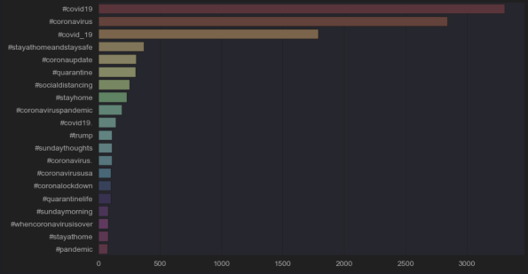 #covid19
#coronavirus
#covid_19
#stayathomeandstaysafe
#coronaupdate
#quarantine
#socialdistancing
#stayhome
#coronaviruspandemic
#covid19.
#trump
#sundaythoughts
#coronavirus.
#coronavirususa
#coronalockdown
#quarantinelife
#sundaymorning
#whencoronavirusisover
#stayathome
#pandemic
0 500 1000 1500 2000 2500 3000